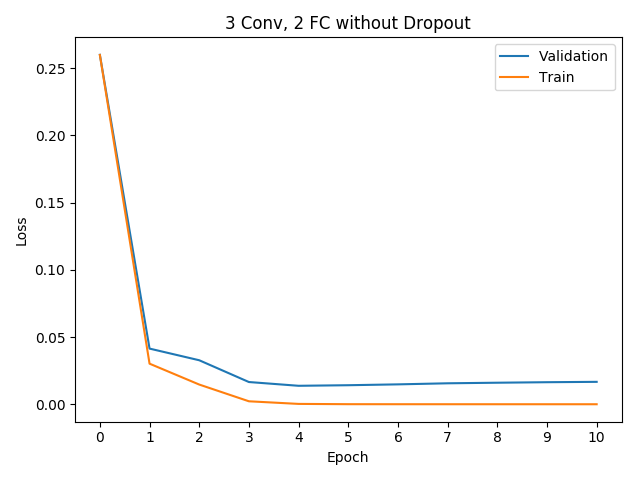 3 Conv, 2 FC without Dropout
Validation
Train
0.25
0.20
0.15
0.10
0.05
0.00
Loss
0 1 2 3 4 5 6 7 8 9 10
Epoch